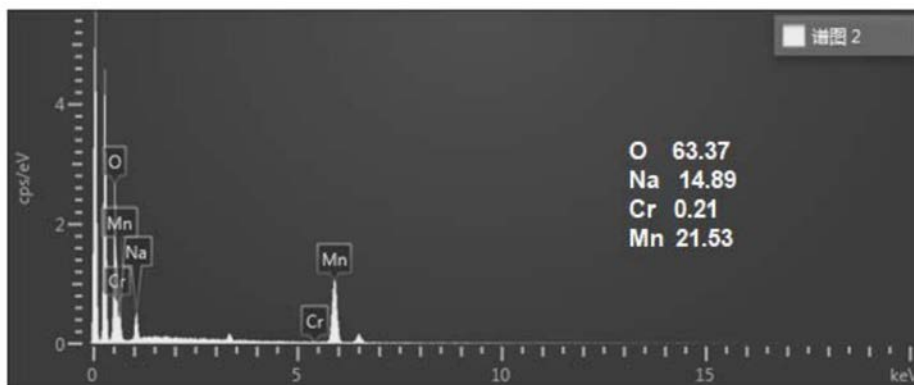 谱图 2
cps/eV
4
2
0
O
Mn
Cr
Na
Cr
Mn
O 63.37
Na 14.89
Cr 0.21
Mn 21.53
0 5 10 15 keV